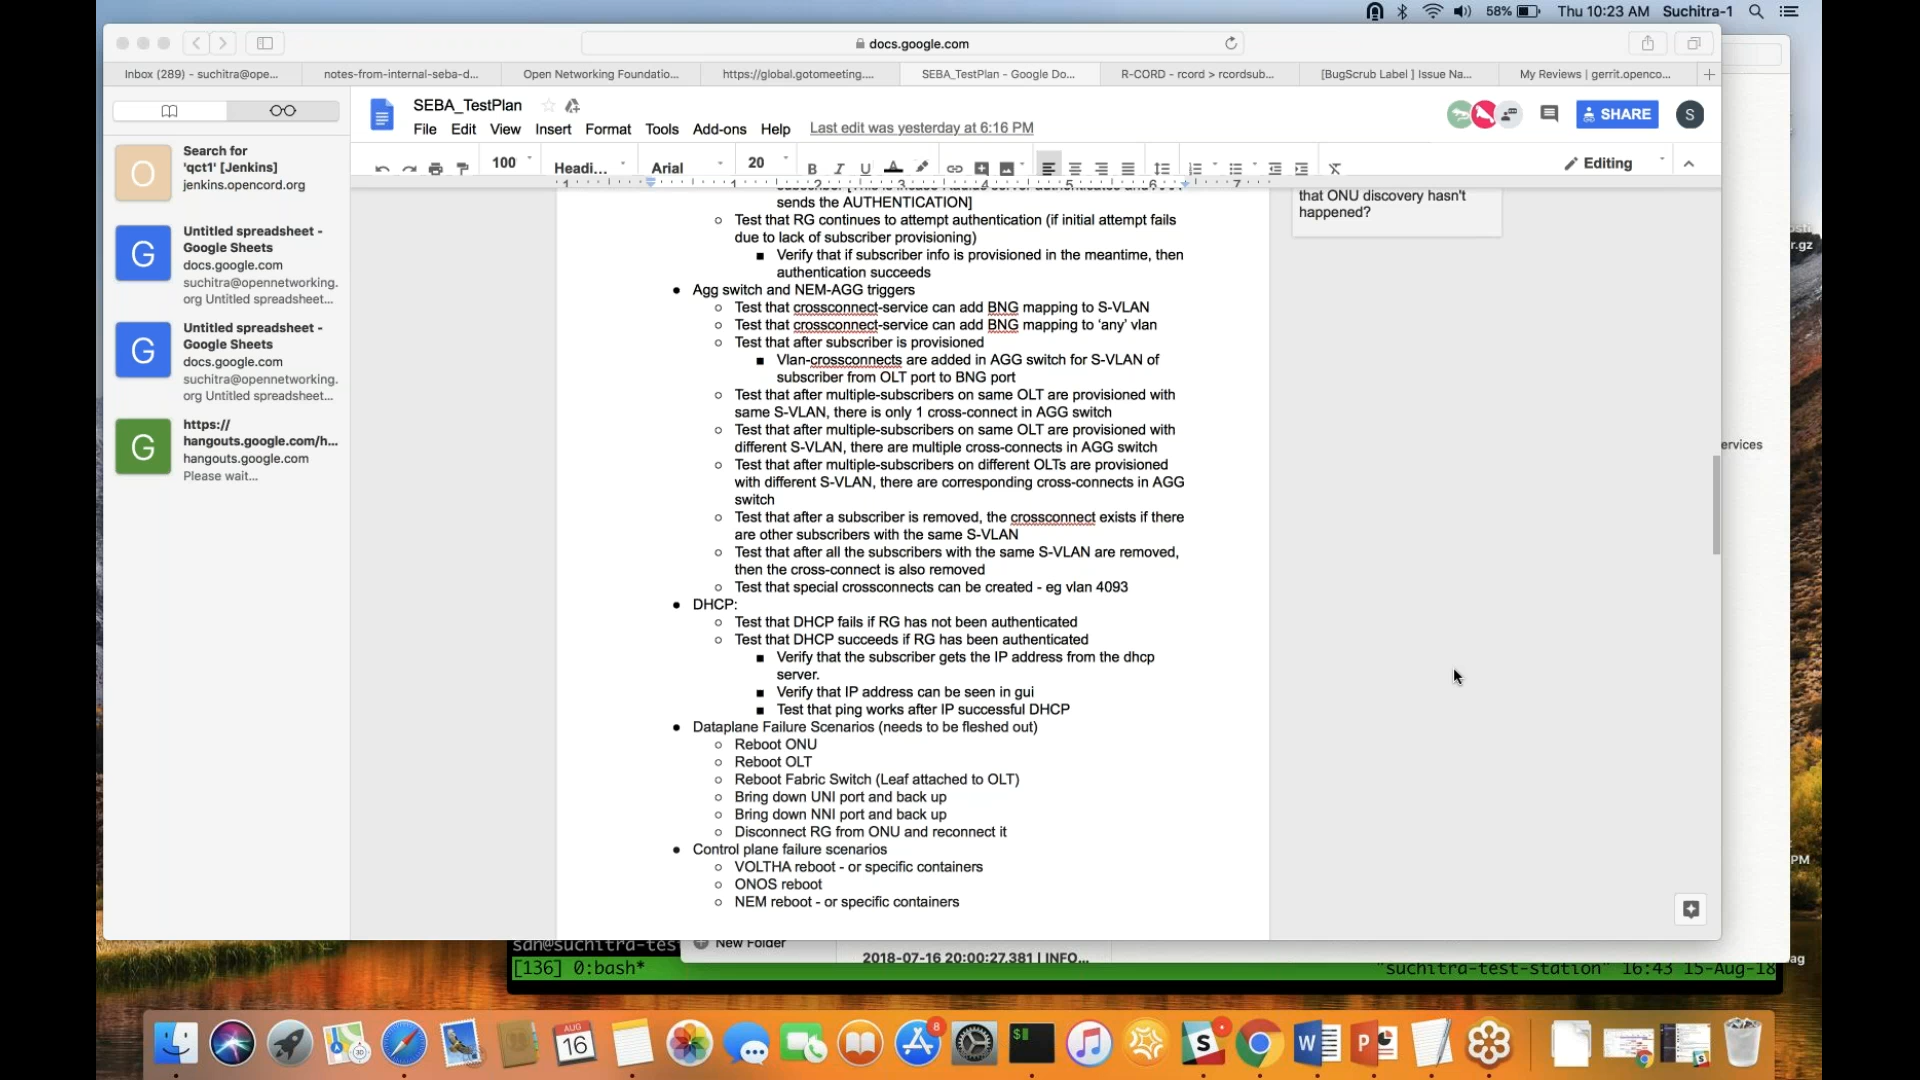 58%
Thu 10:23 AM
Suchitra-1
docs.google.com
Inbox (289) - suchitra@ope...
notes-from-internal-seba-d...
Open Networking Foundatio...
https://global.gotomeeting....
SEBA_TestPlan - Google Do...
R-CORD - rcord > rcordsub...
[BugScrub Label ] Issue Na...
My Reviews | gerrit.openco...
SEBA_TestPlan
File Edit View Insert Format Tools Add-ons Help
Last edit was yesterday at 6:16 PM
SHARE
S
100
Headi...
Arial
20
Editing
O
Search for
'qct1' [Jenkins]
jenkins.opencord.org
G
Untitled spreadsheet -
Google Sheets
docs.google.com
suchitra@opennetworking.
org Untitled spreadsheet...
G
Untitled spreadsheet -
Google Sheets
docs.google.com
suchitra@opennetworking.
org Untitled spreadsheet...
G
https://
hangouts.google.com/h...
hangouts.google.com
Please wait...
1 1 2 3 4 5 6 7
sends the AUTHENTICATION]
Test that RG continues to attempt authentication (if initial attempt fails
due to lack of subscriber provisioning)
Verify that if subscriber info is provisioned in the meantime, then
authentication succeeds
Agg switch and NEM-AGG triggers
Test that crossconnect-service can add BNG mapping to S-VLAN
Test that crossconnect-service can add BNG mapping to ‘any’ vlan
Test that after subscriber is provisioned
Vlan-crossconnects are added in AGG switch for S-VLAN of
subscriber from OLT port to BNG port
Test that after multiple-subscribers on same OLT are provisioned with
same S-VLAN, there is only 1 cross-connect in AGG switch
Test that after multiple-subscribers on same OLT are provisioned with
different S-VLAN, there are multiple cross-connects in AGG switch
Test that after multiple-subscribers on different OLTs are provisioned
with different S-VLAN, there are corresponding cross-connects in AGG
switch
Test that after a subscriber is removed, the crossconnect exists if there
are other subscribers with the same S-VLAN
Test that after all the subscribers with the same S-VLAN are removed,
then the cross-connect is also removed
Test that special crossconnects can be created - eg vlan 4093
DHCP:
Test that DHCP fails if RG has not been authenticated
Test that DHCP succeeds if RG has been authenticated
Verify that the subscriber gets the IP address from the dhcp
server.
Verify that IP address can be seen in gui
Test that ping works after IP successful DHCP
Dataplane Failure Scenarios (needs to be fleshed out)
Reboot ONU
Reboot OLT
Reboot Fabric Switch (Leaf attached to OLT)
Bring down UNI port and back up
Bring down NNI port and back up
Disconnect RG from ONU and reconnect it
Control plane failure scenarios
VOLTHA reboot - or specific containers
ONOS reboot
NEM reboot - or specific containers
that ONU discovery hasn't
happened?
r.gz
ervices
PM
ag
san@suchitra-tes
New Folder
2018-07-16 20:00:27.381 | INFO...
[136] 0:bash*
"suchitra-test-station" 16:43 15-Aug-18
AUG
16
8